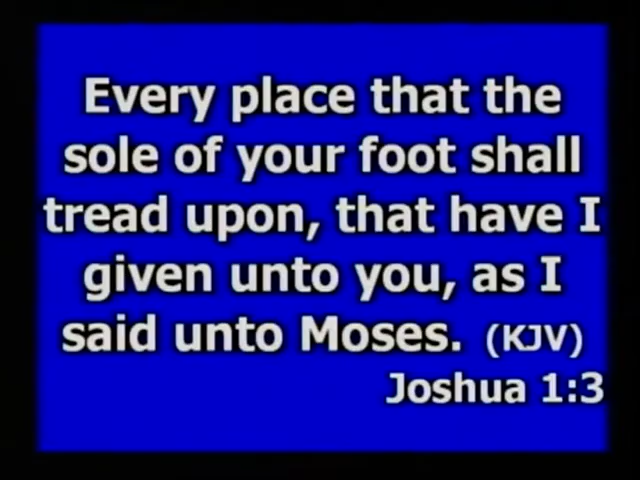 Every place that the
sole of your foot shall
tread upon, that have I
given unto you, as I
said unto Moses. (KJV)
Joshua 1:3